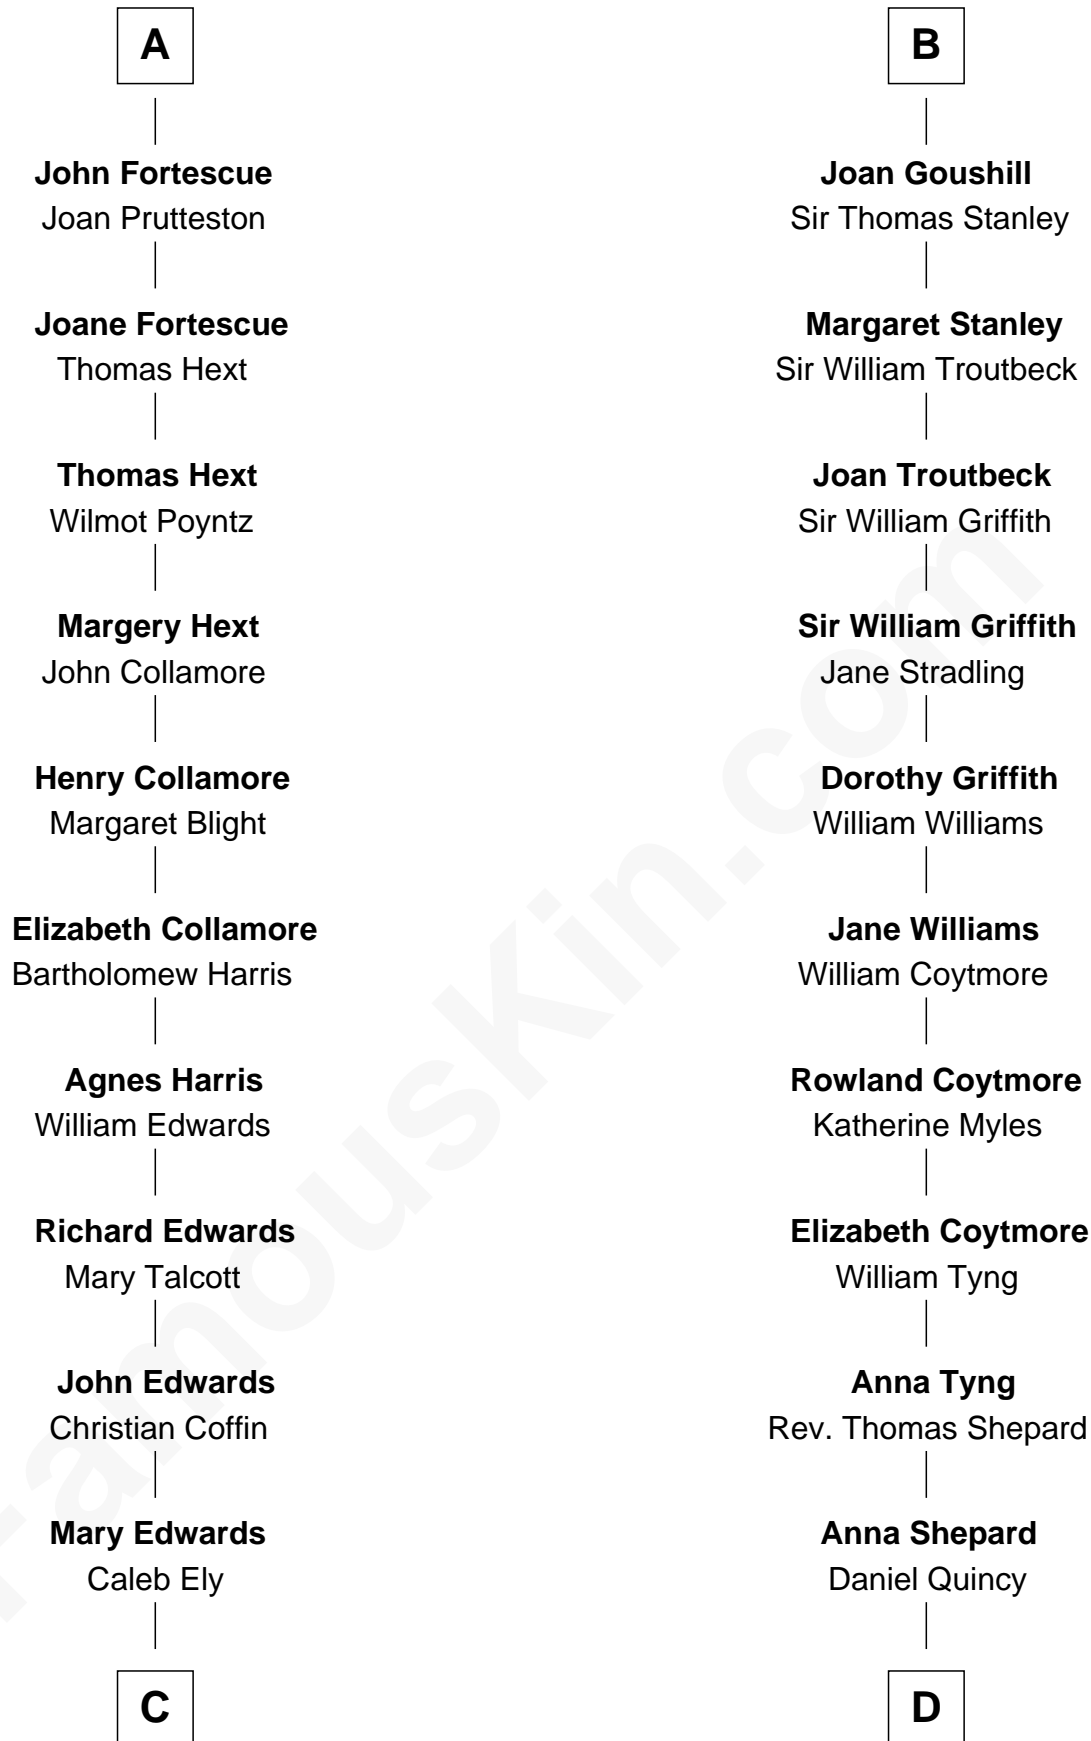 A
John Fortescue
Joan Prutteston
Joane Fortescue
Thomas Hext
Thomas Hext
Wilmot Poyntz
Margery Hext
John Collamore
Henry Collamore
Margaret Blight
Elizabeth Collamore
Bartholomew Harris
Agnes Harris
William Edwards
Richard Edwards
Mary Talcott
John Edwards
Christian Coffin
Mary Edwards
Caleb Ely
C
B
Joan Goushill
Sir Thomas Stanley
Margaret Stanley
Sir William Troutbeck
Joan Troutbeck
Sir William Griffith
Sir William Griffith
Jane Stradling
Dorothy Griffith
William Williams
Jane Williams
William Coytmore
Rowland Coytmore
Katherine Myles
Elizabeth Coytmore
William Tyng
Anna Tyng
Rev. Thomas Shepard
Anna Shepard
Daniel Quincy
D
FamousKin.com